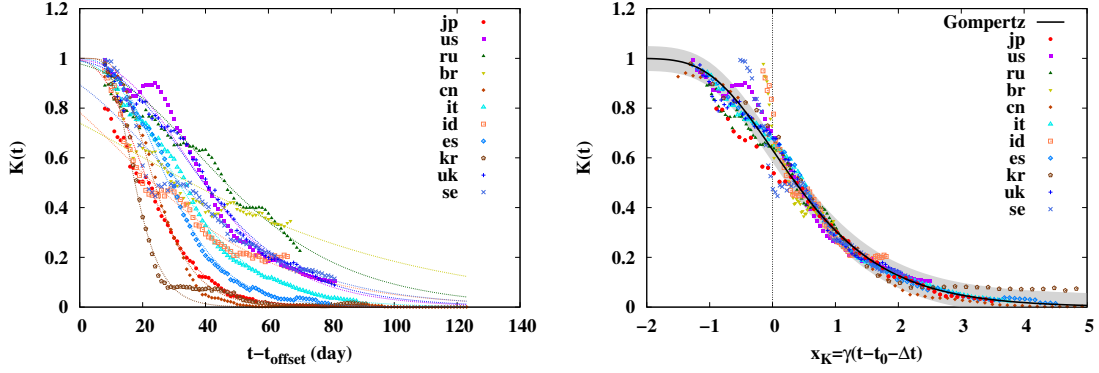 1.2
1
0.8
0.6
0.4
0.2
0
K(t)
0 20 40 60 80 100 120 140
t−t_offset (day)
jp
us
ru
br
cn
it
id
es
kr
uk
se
1.2
1
0.8
0.6
0.4
0.2
0
K(t)
−2 −1 0 1 2 3 4 5
x_K=γ(t−t_0−Δt)
Gompertz
jp
us
ru
br
cn
it
id
es
kr
uk
se